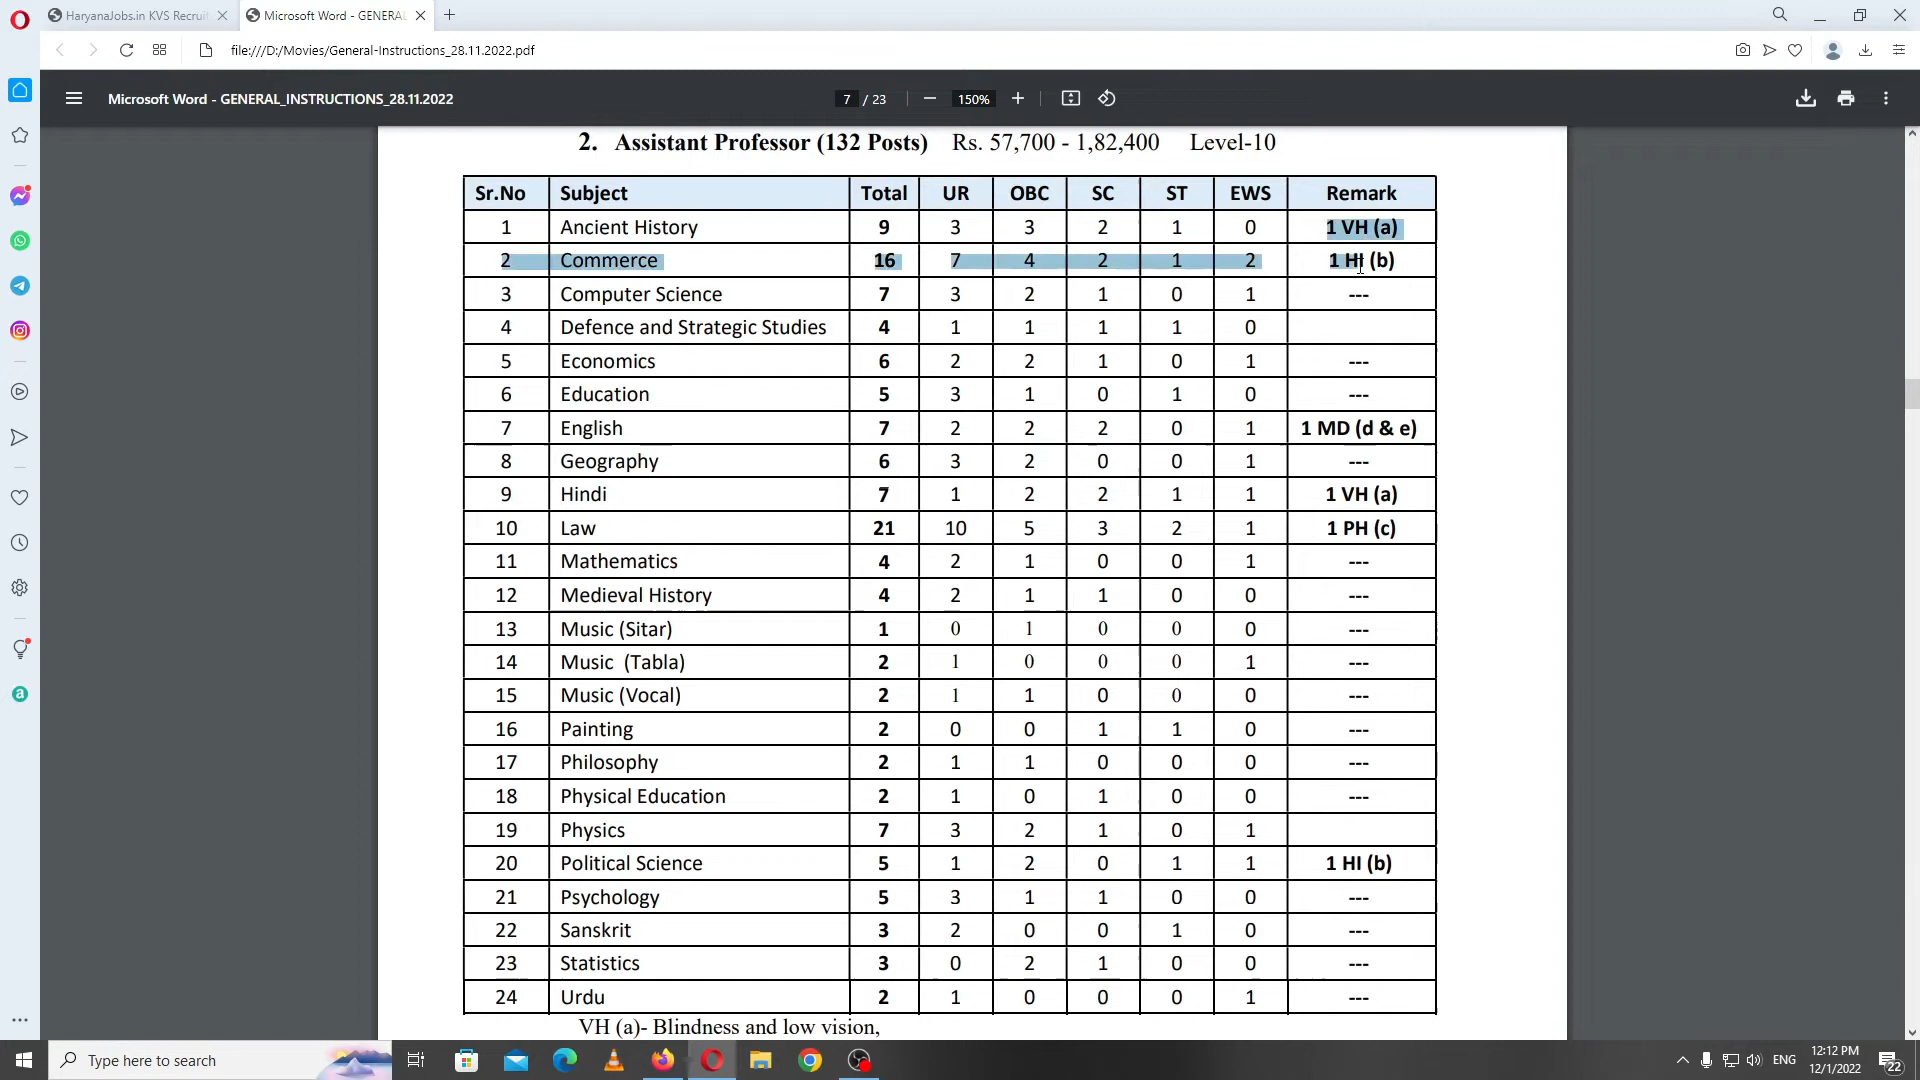 HaryanaJobs.in KVS Recruit
Microsoft Word - GENERAL
file:///D:/Movies/General-Instructions_28.11.2022.pdf
Microsoft Word - GENERAL_INSTRUCTIONS_28.11.2022
7 / 23
150%
2. Assistant Professor (132 Posts) Rs. 57,700 - 1,82,400 Level-10
Sr.No Subject Total UR OBC SC ST EWS Remark
1 Ancient History 9 3 3 2 1 0 1 VH (a)
2 Commerce 16 7 4 2 1 2 1 HI (b)
3 Computer Science 7 3 2 1 0 1 ---
4 Defence and Strategic Studies 4 1 1 1 1 0
5 Economics 6 2 2 1 0 1 ---
6 Education 5 3 1 0 1 0 ---
7 English 7 2 2 2 0 1 1 MD (d & e)
8 Geography 6 3 2 0 0 1 ---
9 Hindi 7 1 2 2 1 1 1 VH (a)
10 Law 21 10 5 3 2 1 1 PH (c)
11 Mathematics 4 2 1 0 0 1 ---
12 Medieval History 4 2 1 1 0 0 ---
13 Music (Sitar) 1 0 1 0 0 0 ---
14 Music (Tabla) 2 1 0 0 0 1 ---
15 Music (Vocal) 2 1 1 0 0 0 ---
16 Painting 2 0 0 1 1 0 ---
17 Philosophy 2 1 1 0 0 0 ---
18 Physical Education 2 1 0 1 0 0 ---
19 Physics 7 3 2 1 0 1
20 Political Science 5 1 2 0 1 1 1 HI (b)
21 Psychology 5 3 1 1 0 0 ---
22 Sanskrit 3 2 0 0 1 0 ---
23 Statistics 3 0 2 1 0 0 ---
24 Urdu 2 1 0 0 0 1 ---
VH (a)- Blindness and low vision,
Type here to search
ENG
12:12 PM
12/1/2022
22